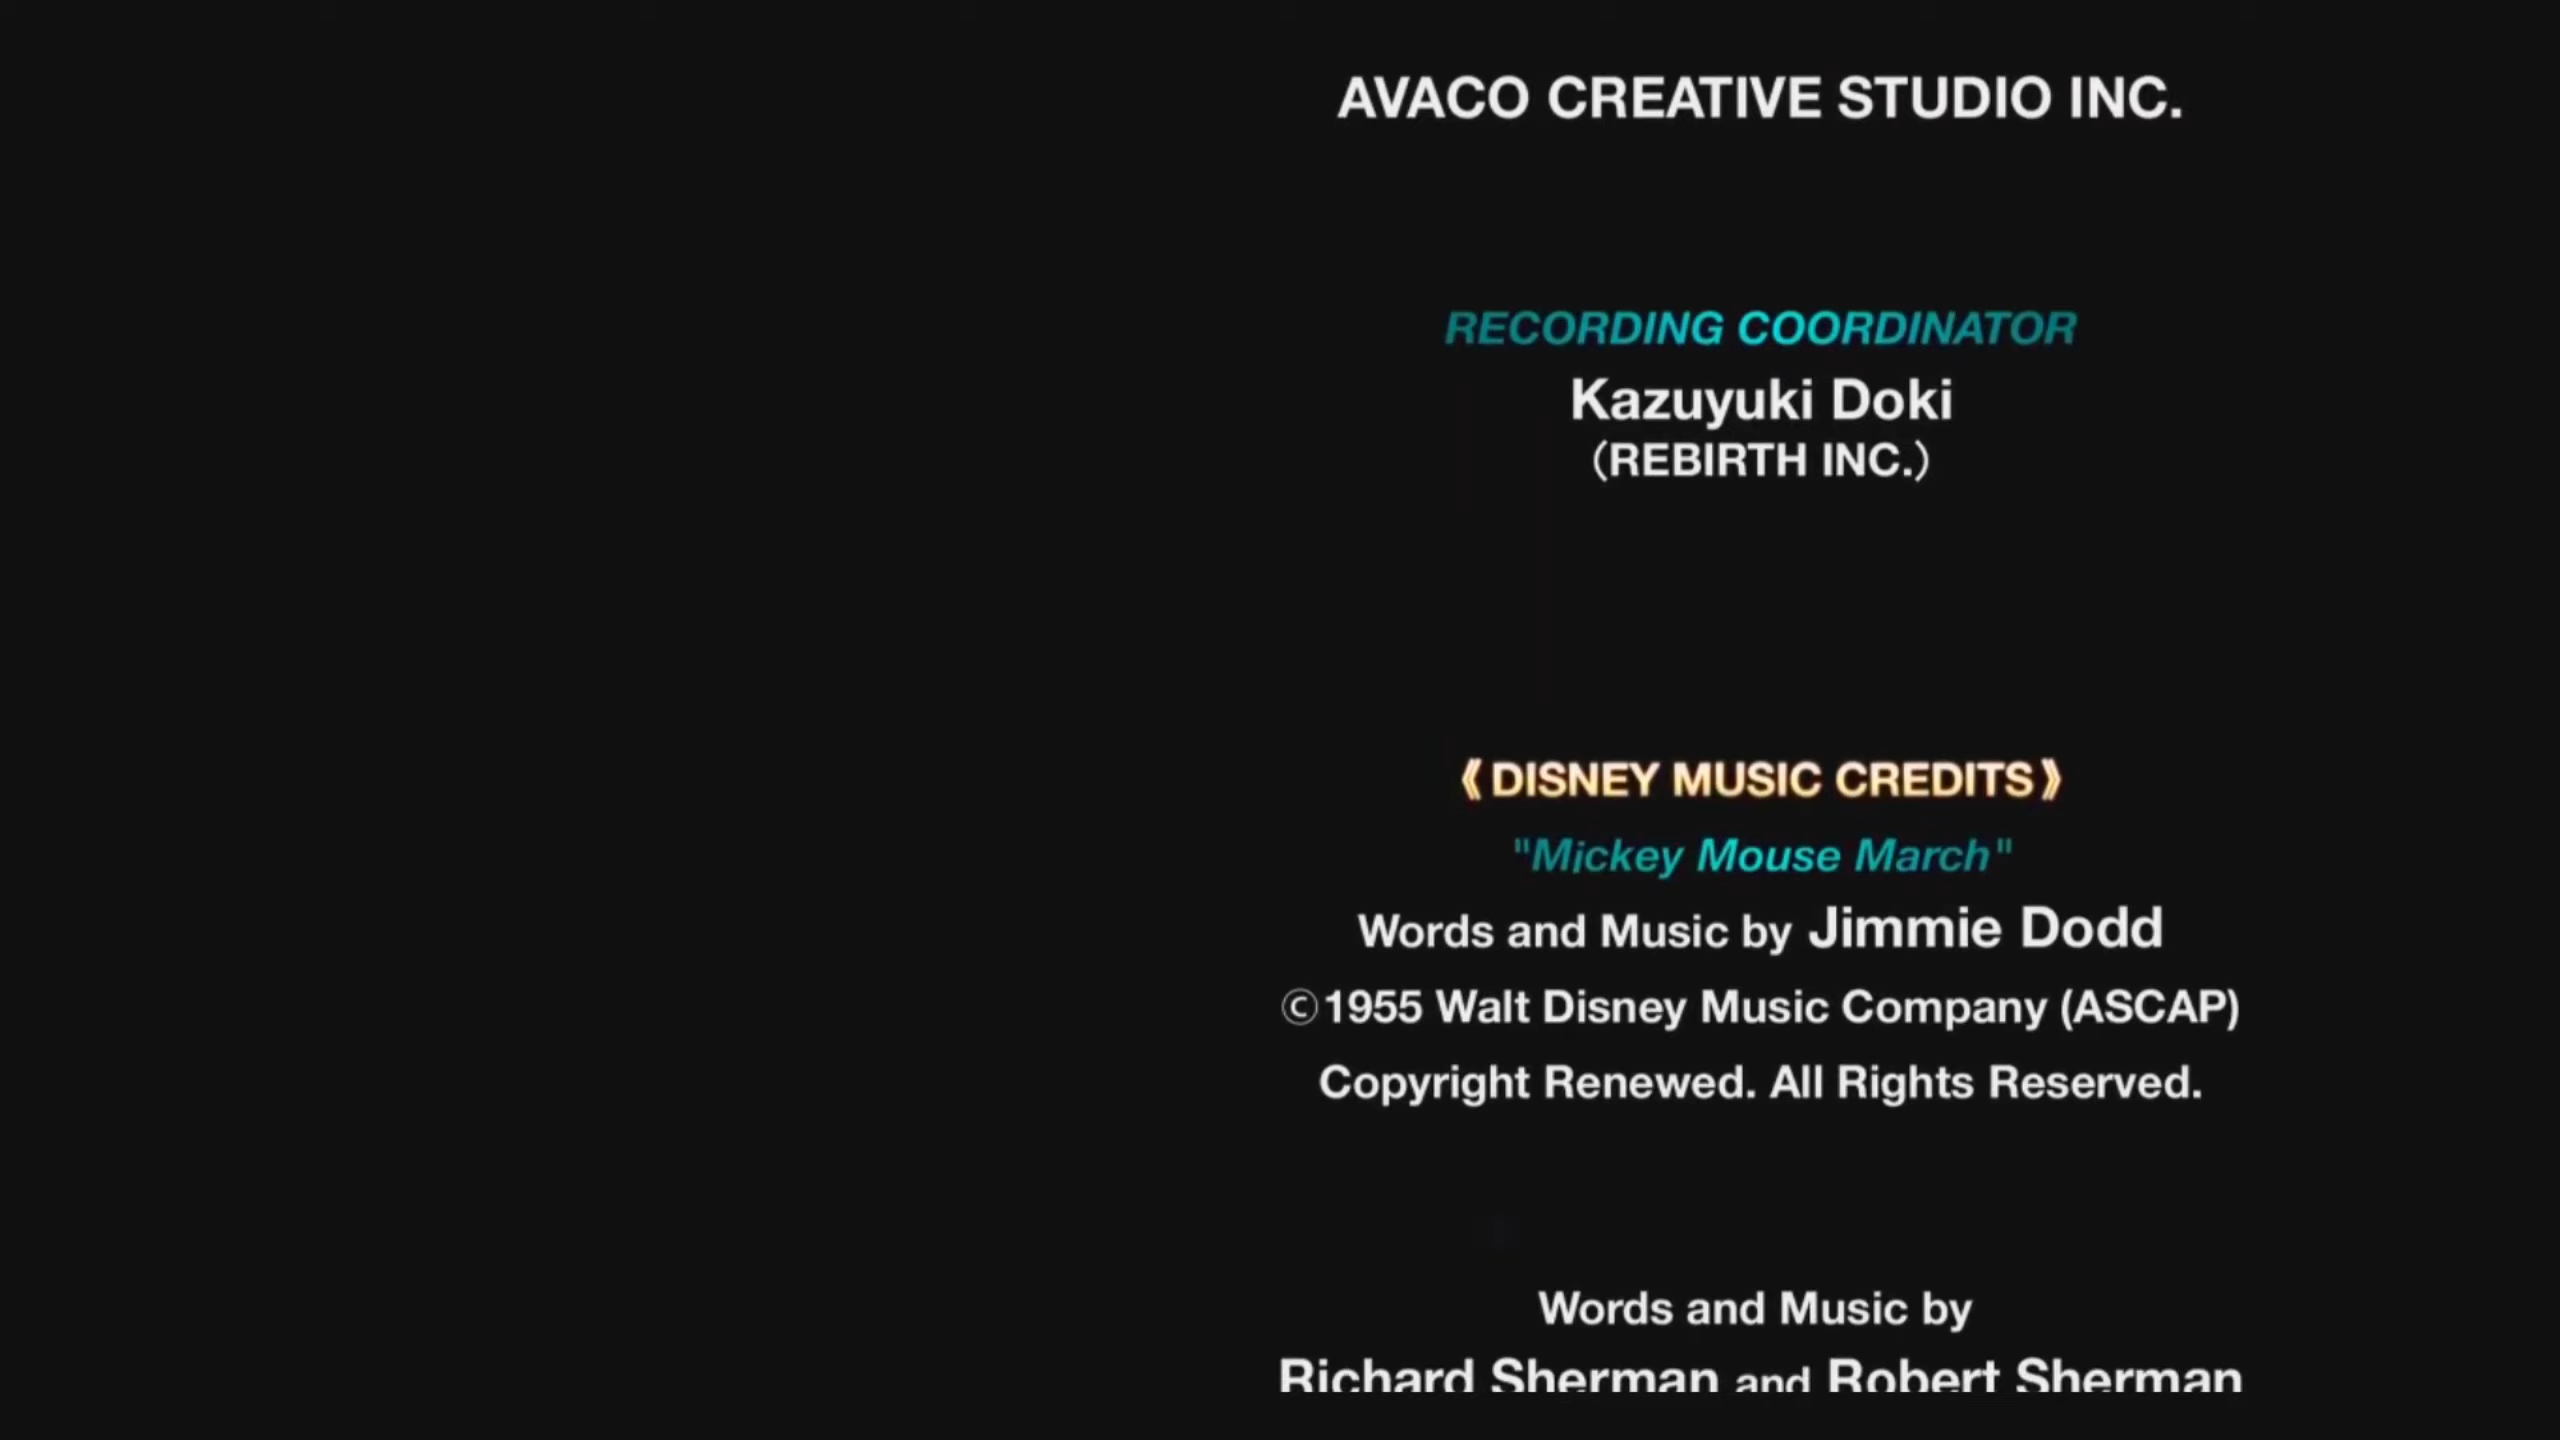 AVACO CREATIVE STUDIO INC.
RECORDING COORDINATOR
Kazuyuki Doki
(REBIRTH INC.)
《DISNEY MUSIC CREDITS》
"Mickey Mouse March"
Words and Music by Jimmie Dodd
©1955 Walt Disney Music Company (ASCAP)
Copyright Renewed. All Rights Reserved.
Words and Music by
Richard Sherman and Robert Sherman